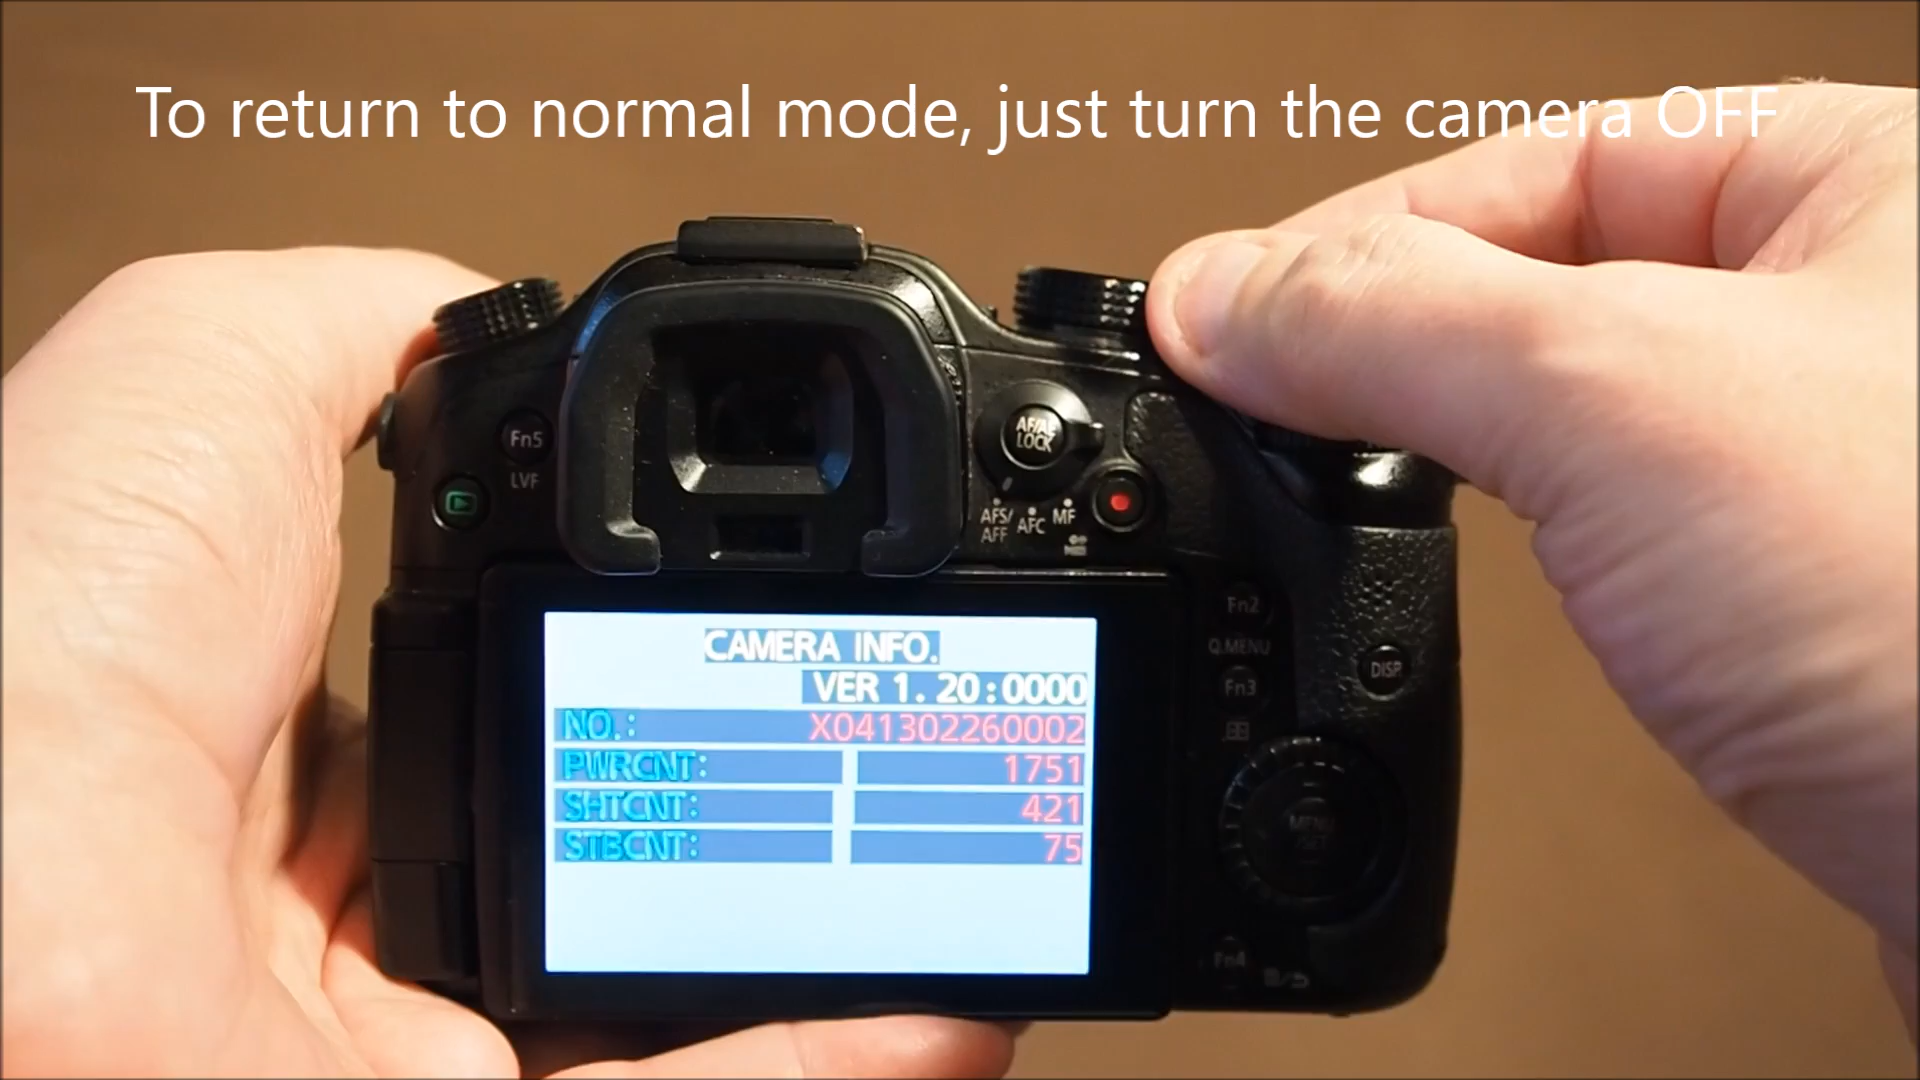 To return to normal mode, just turn the camera OFF
Fn5
LVF
AF/AE
LOCK
AFS/
AFF
AFC
MF
CAMERA INFO.
VER 1. 20:0000
NO.: X041302260002
PWRCNT: 1751
SHTCNT: 421
STBCNT: 75
Fn2
Q.MENU
Fn3
DISP.
MENU
/SET
Fn4